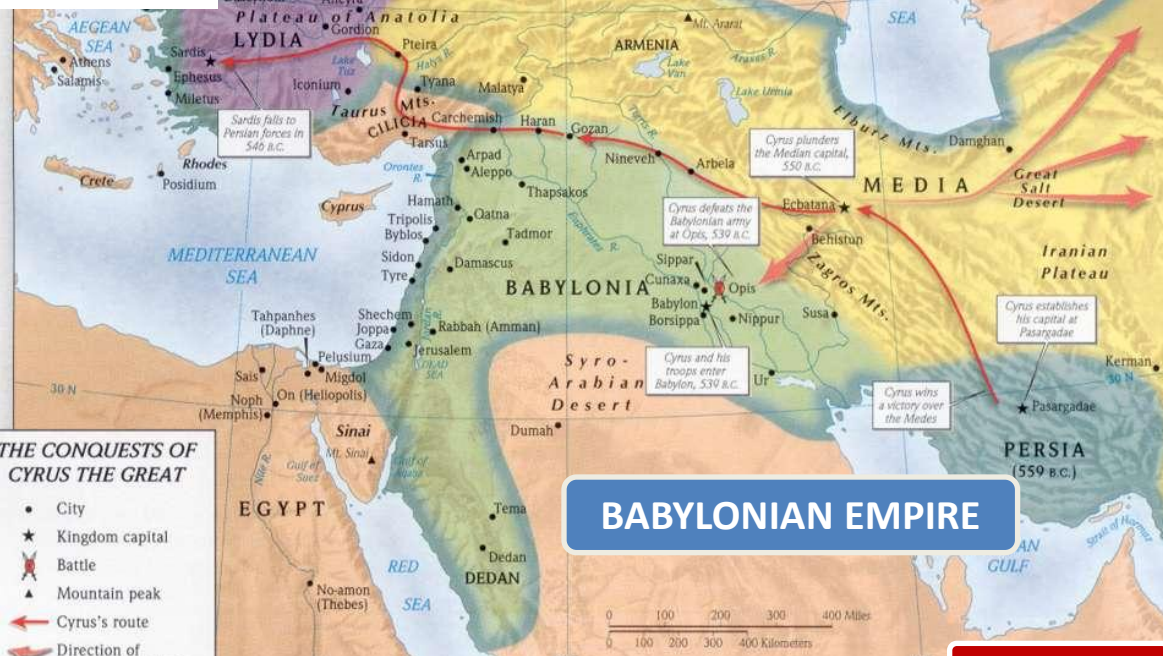 Plateau of Anatolia
Gordion
AEGEAN
SEA
LYDIA
Sardis
Athens
Salamis
Ephesus
Miletus
Pteira
Halys R.
Lake
Tuz
Iconium
Tyana
Malatya
Taurus Mts.
CILICIA
Tarsus
Sardis falls to
Persian forces in
546 B.C.
Mt. Ararat
ARMENIA
Araxes R.
Lake
Van
Lake Urmia
SEA
Elburz Mts.
Damghan
Carchemish
Haran
Gozan
Tigris R.
Nineveh
Arbela
Cyrus plunders
the Median capital,
550 B.C.
MEDIA
Great
Salt
Desert
Ecbatana
Behistun
Zagros Mts.
Iranian
Plateau
Rhodes
Crete
Posidium
Cyprus
Orontes
R.
Arpad
Aleppo
Thapsakos
Hamath
Qatna
Tripolis
Byblos
Tadmor
Euphrates R.
Cyrus defeats the
Babylonian army
at Opis, 539 B.C.
MEDITERRANEAN
SEA
Sidon
Tyre
Damascus
BABYLONIA
Sippar
Cunaxa
Opis
Babylon
Borsippa
Nippur
Susa
Cyrus establishes
his capital at
Pasargadae
Tahpanhes
(Daphne)
Shechem
Joppa
Gaza
Jordan
R.
Rabbah (Amman)
Jerusalem
DEAD
SEA
Pelusium
Migdol
Sais
On (Heliopolis)
Noph
(Memphis)
30 N
Syro-
Arabian
Desert
Dumah
Cyrus and his
troops enter
Babylon, 539 B.C.
Ur
Cyrus wins
a victory over
the Medes
Kerman
30 N
Pasargadae
PERSIA
(559 B.C.)
Sinai
Mt. Sinai
Gulf of
Suez
Gulf of
Aqaba
Nile R.
EGYPT
THE CONQUESTS OF
CYRUS THE GREAT
City
Kingdom capital
Battle
Mountain peak
Cyrus's route
Direction of
Tema
Dedan
DEDAN
RED
SEA
No-amon
(Thebes)
BABYLONIAN EMPIRE
GULF
Strait of Hormuz
0 100 200 300 400 Miles
0 100 200 300 400 Kilometers